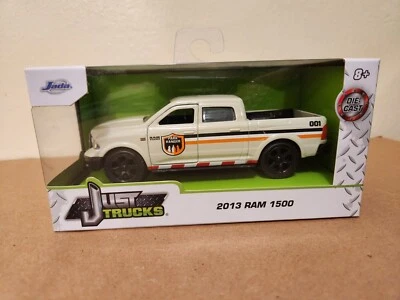 Jada
8+
DIE CAST
001
JUST TRUCKS
2013 RAM 1500